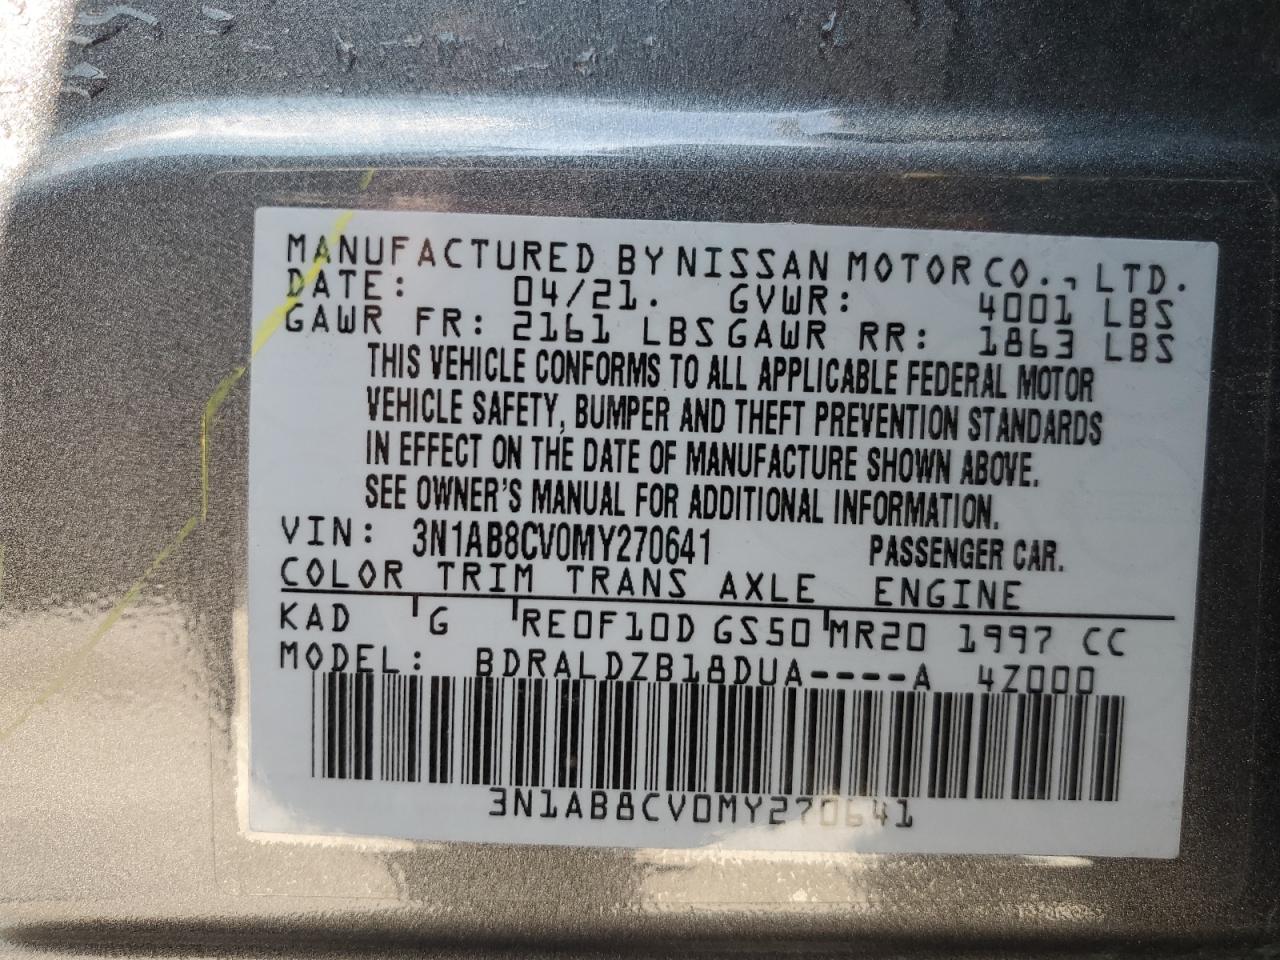 MANUFACTURED BY NISSAN MOTOR CO., LTD.
DATE: 04/21. GVWR: 4001 LBS
GAWR FR: 2161 LBS GAWR RR: 1863 LBS
THIS VEHICLE CONFORMS TO ALL APPLICABLE FEDERAL MOTOR
VEHICLE SAFETY, BUMPER AND THEFT PREVENTION STANDARDS
IN EFFECT ON THE DATE OF MANUFACTURE SHOWN ABOVE.
SEE OWNER'S MANUAL FOR ADDITIONAL INFORMATION.
VIN: 3N1AB8CV0MY270641 PASSENGER CAR.
COLOR TRIM TRANS AXLE ENGINE
KAD G RE0F10D GS50 MR20 1997 CC
MODEL: BDRALDZB18DUA----A 4Z000
3N1AB8CV0MY270641